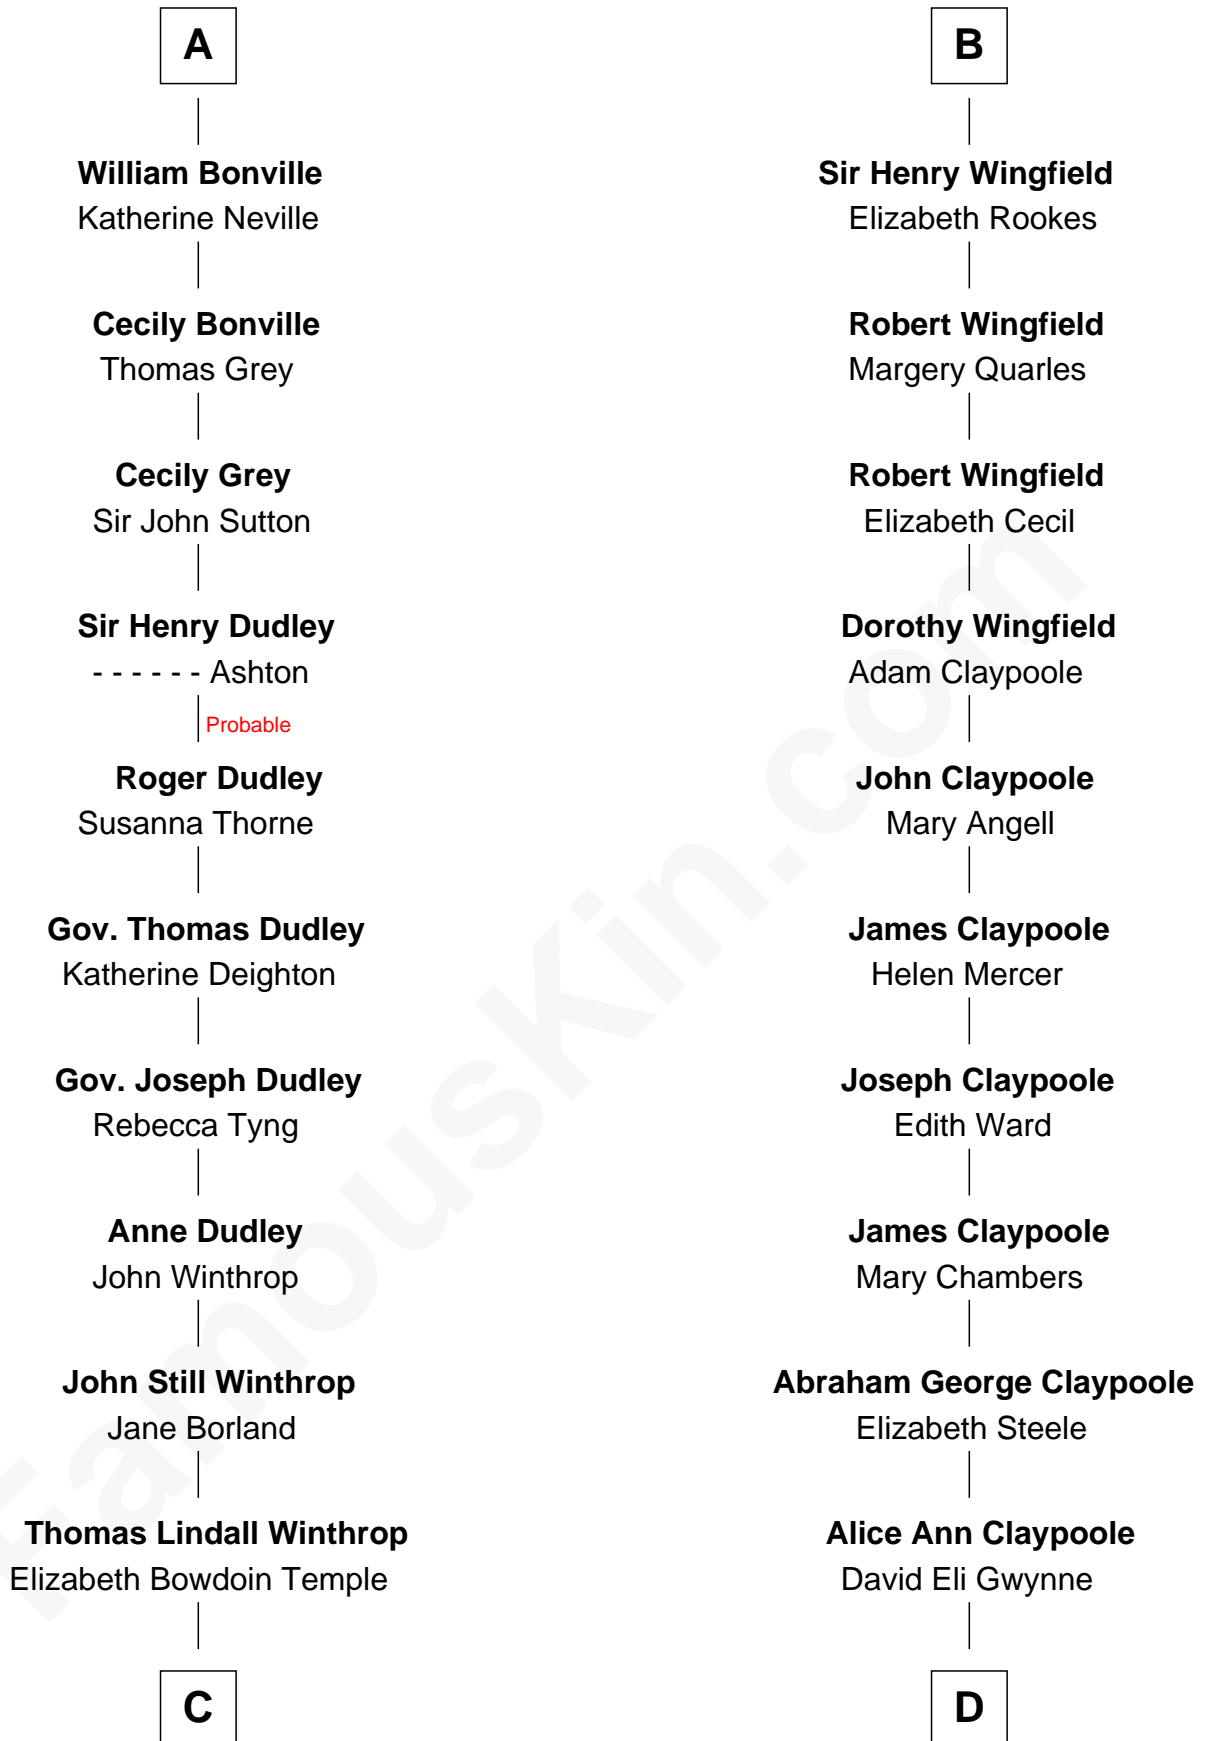 A
William Bonville
Katherine Neville
Cecily Bonville
Thomas Grey
Cecily Grey
Sir John Sutton
Sir Henry Dudley
- - - - - - Ashton
Probable
Roger Dudley
Susanna Thorne
Gov. Thomas Dudley
Katherine Deighton
Gov. Joseph Dudley
Rebecca Tyng
Anne Dudley
John Winthrop
John Still Winthrop
Jane Borland
Thomas Lindall Winthrop
Elizabeth Bowdoin Temple
C
B
Sir Henry Wingfield
Elizabeth Rookes
Robert Wingfield
Margery Quarles
Robert Wingfield
Elizabeth Cecil
Dorothy Wingfield
Adam Claypoole
John Claypoole
Mary Angell
James Claypoole
Helen Mercer
Joseph Claypoole
Edith Ward
James Claypoole
Mary Chambers
Abraham George Claypoole
Elizabeth Steele
Alice Ann Claypoole
David Eli Gwynne
D
FamousKin.com